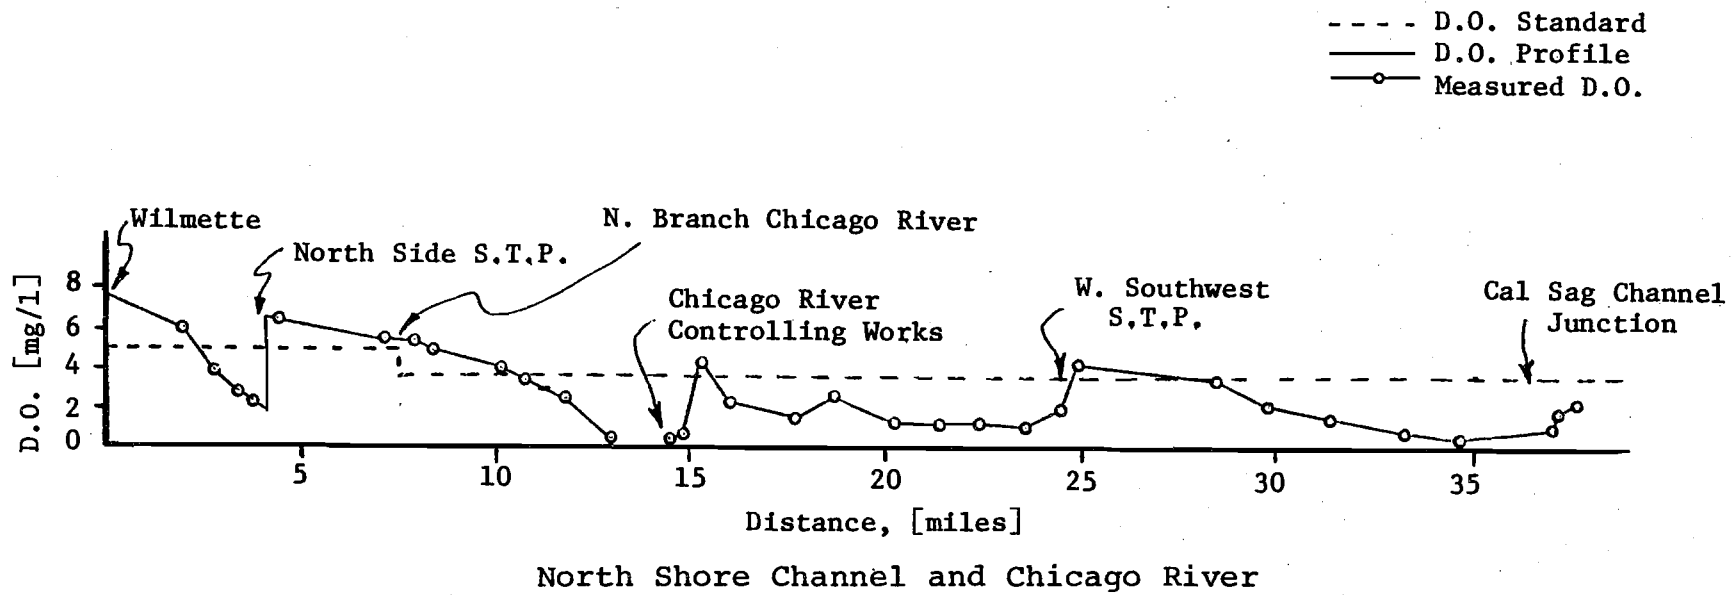 D.O. Standard
D.O. Profile
Measured D.O.
Wilmette
North Side S.T.P.
N. Branch Chicago River
Chicago River
Controlling Works
W. Southwest
S.T.P.
Cal Sag Channel
Junction
D.O. [mg/l]
8
6
4
2
0
5
10
15
20
25
30
35
Distance, [miles]
North Shore Channel and Chicago River